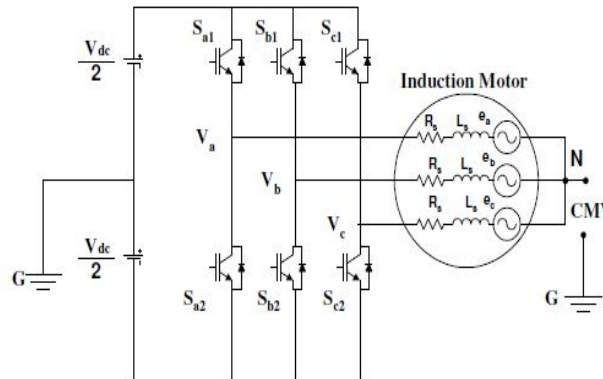 Sa1 Sb1 Sc1
Vdc
2
Induction Motor
Rs Ls ea
Va
Rs Ls eb
N
Vb
CMV
Rs Ls ec
Vc
Vdc
2
G
G
Sa2 Sb2 Sc2